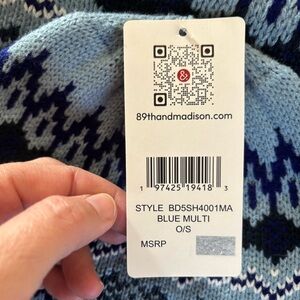 89thandmadison.com
1 97425 19418 3
STYLE BD5SH4001MA
BLUE MULTI
O/S
MSRP